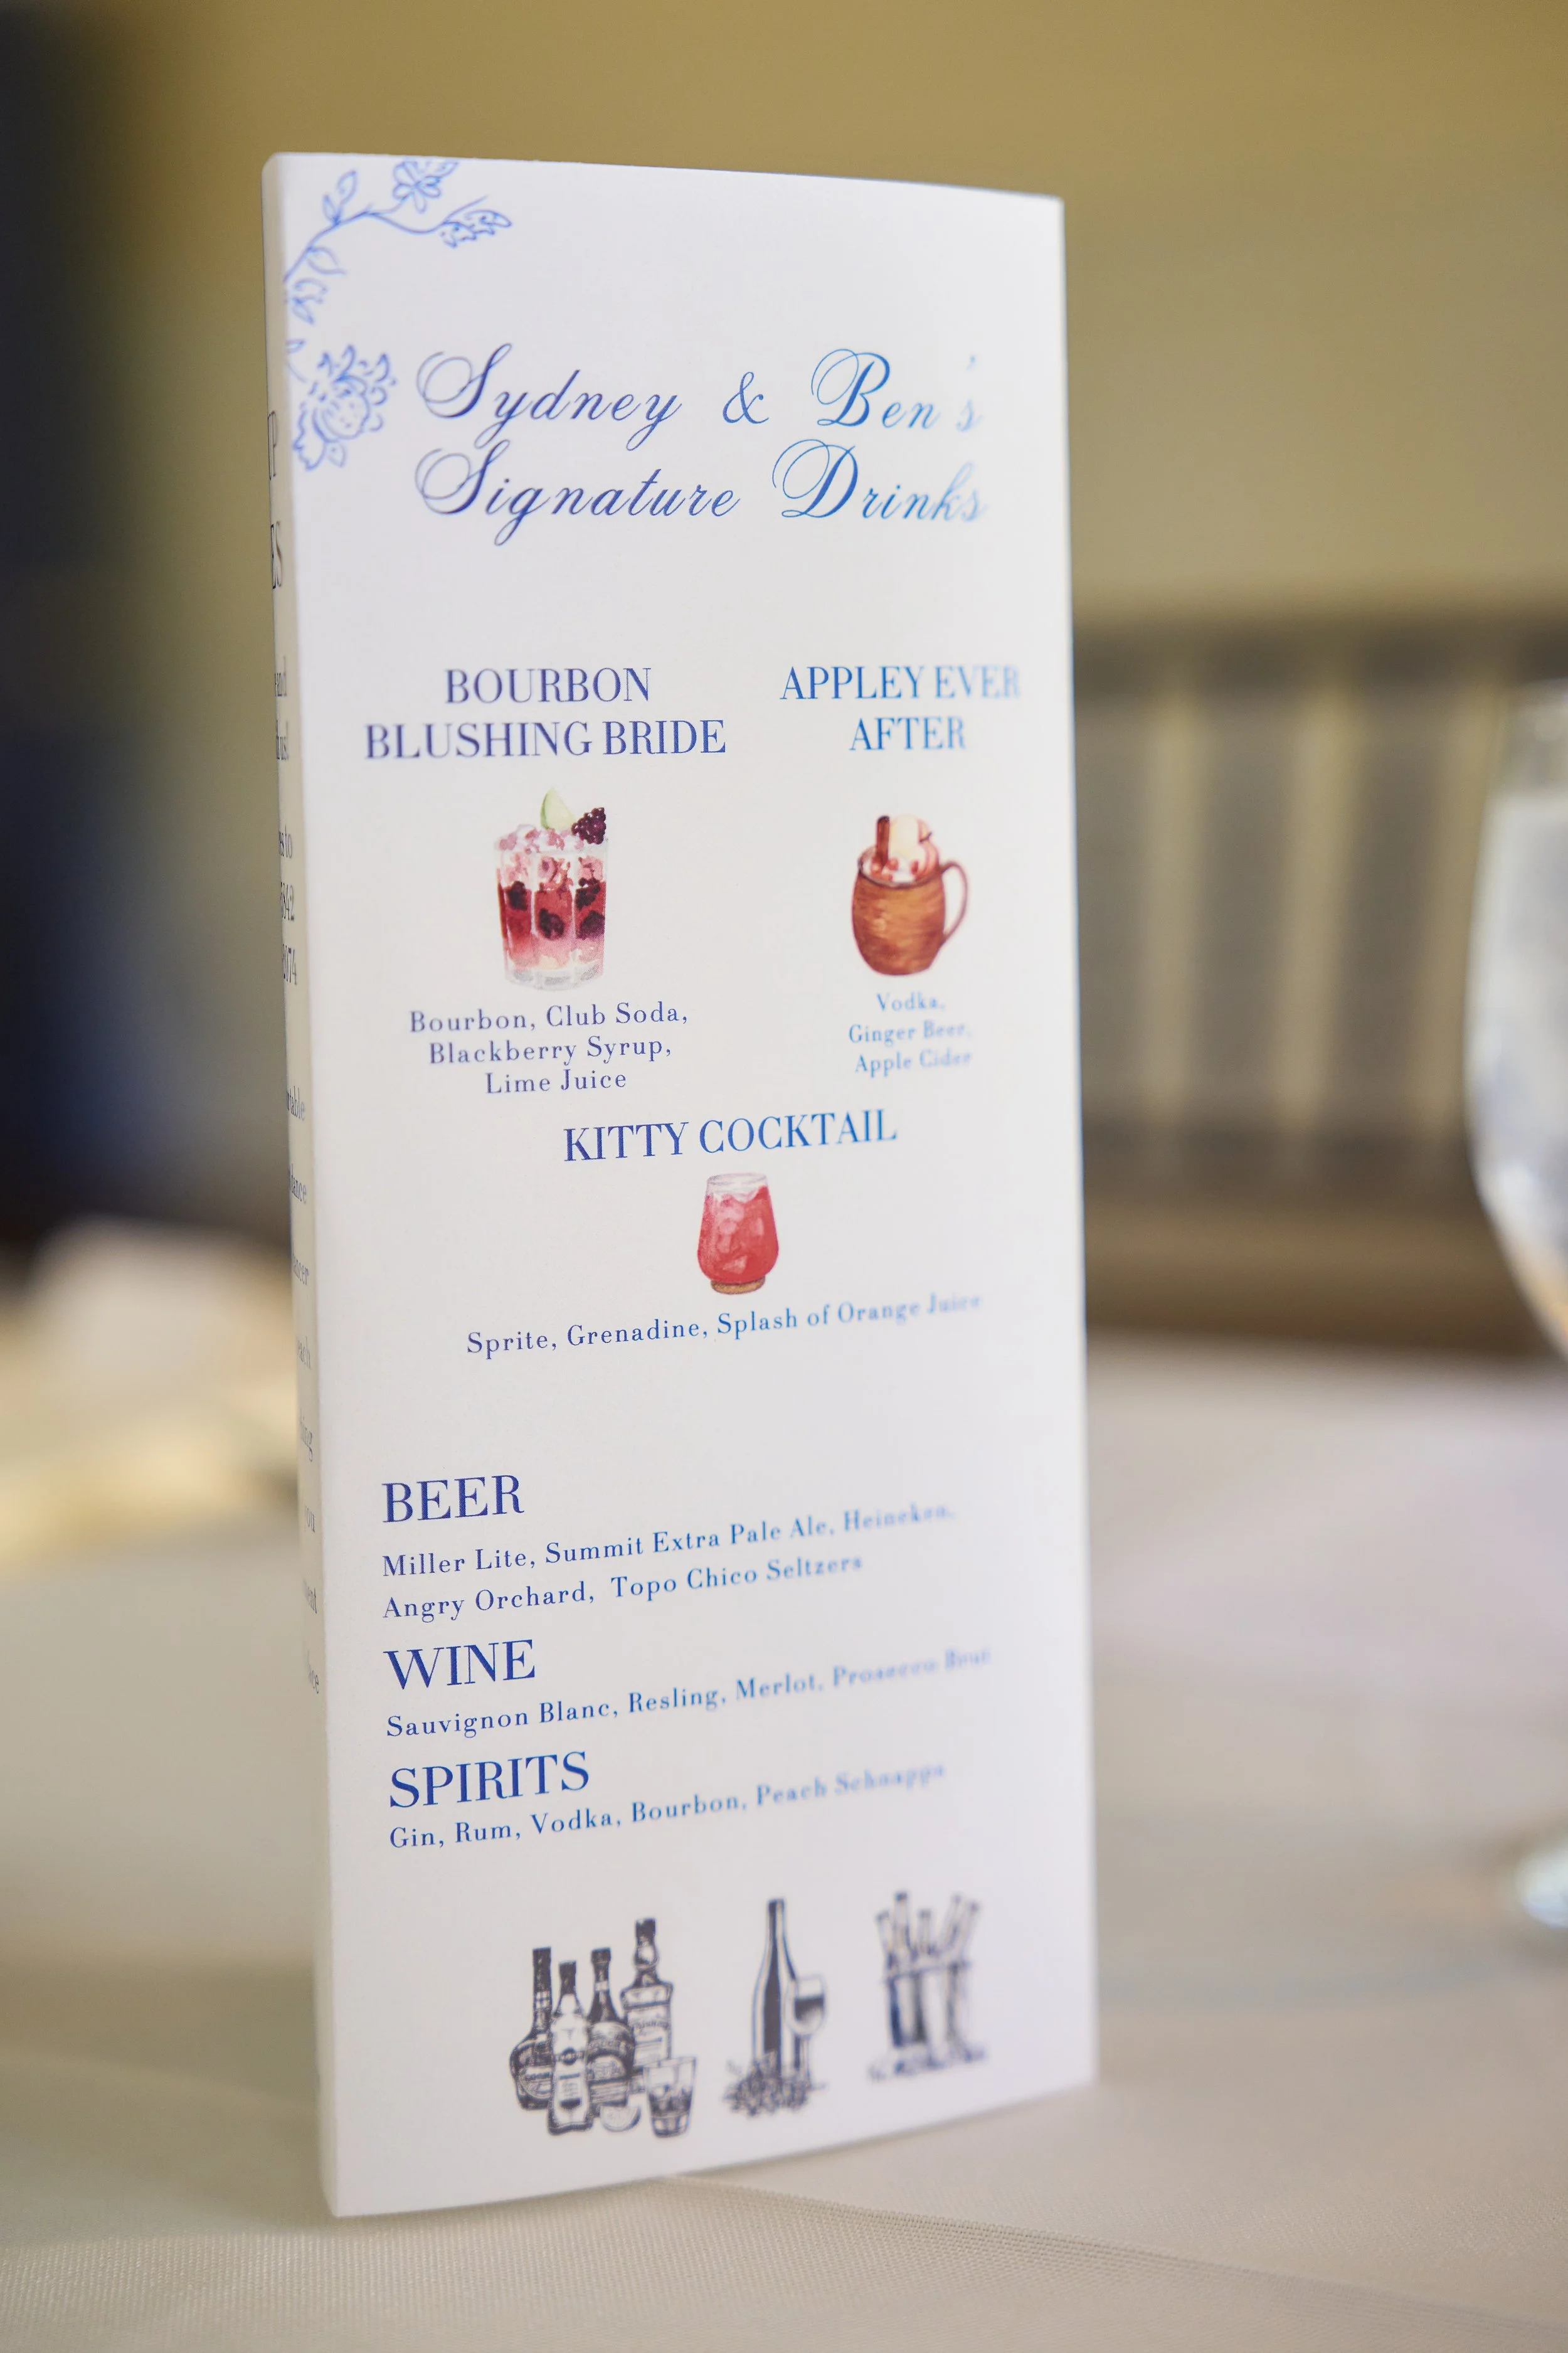 Sydney & Ben's
Signature Drinks
BOURBON
BLUSHING BRIDE
Bourbon, Club Soda,
Blackberry Syrup,
Lime Juice
APPLEY EVER
AFTER
Vodka,
Ginger Beer,
Apple Cider
KITTY COCKTAIL
Sprite, Grenadine, Splash of Orange Juice
BEER
Miller Lite, Summit Extra Pale Ale, Heineken,
Angry Orchard, Topo Chico Seltzers
WINE
Sauvignon Blanc, Resling, Merlot, Prosecco Brut
SPIRITS
Gin, Rum, Vodka, Bourbon, Peach Schnapps